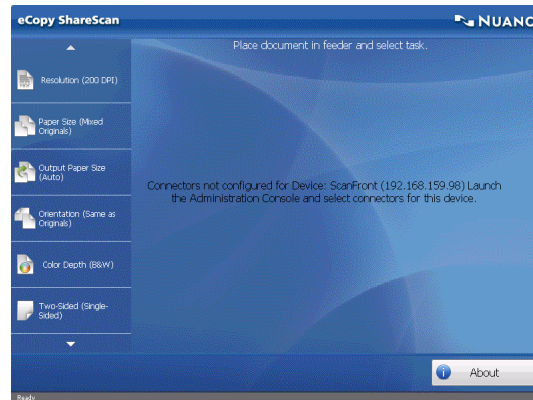 eCopy ShareScan
NUANC
Place document in feeder and select task.
Resolution (200 DPI)
Paper Size (Mixed
Originals)
Output Paper Size
(Auto)
Orientation (Same as
Originals)
Color Depth (B&W)
Two-Sided (Single-
Sided)
Connectors not configured for Device: ScanFront (192.168.159.98) Launch
the Administration Console and select connectors for this device.
About
Ready